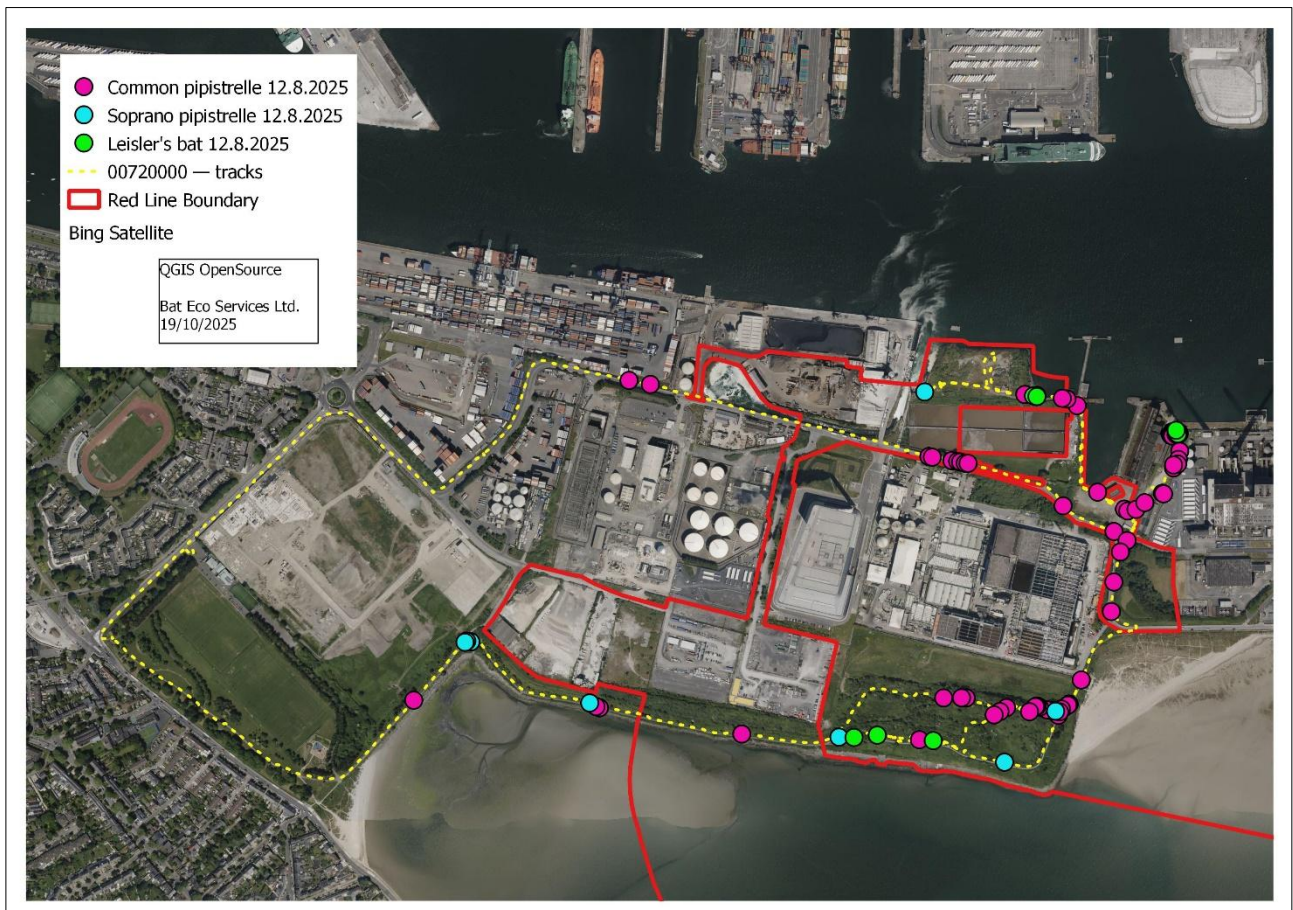 Common pipistrelle 12.8.2025
Soprano pipistrelle 12.8.2025
Leisler's bat 12.8.2025
00720000 — tracks
Red Line Boundary
Bing Satellite
QGIS OpenSource
Bat Eco Services Ltd.
19/10/2025